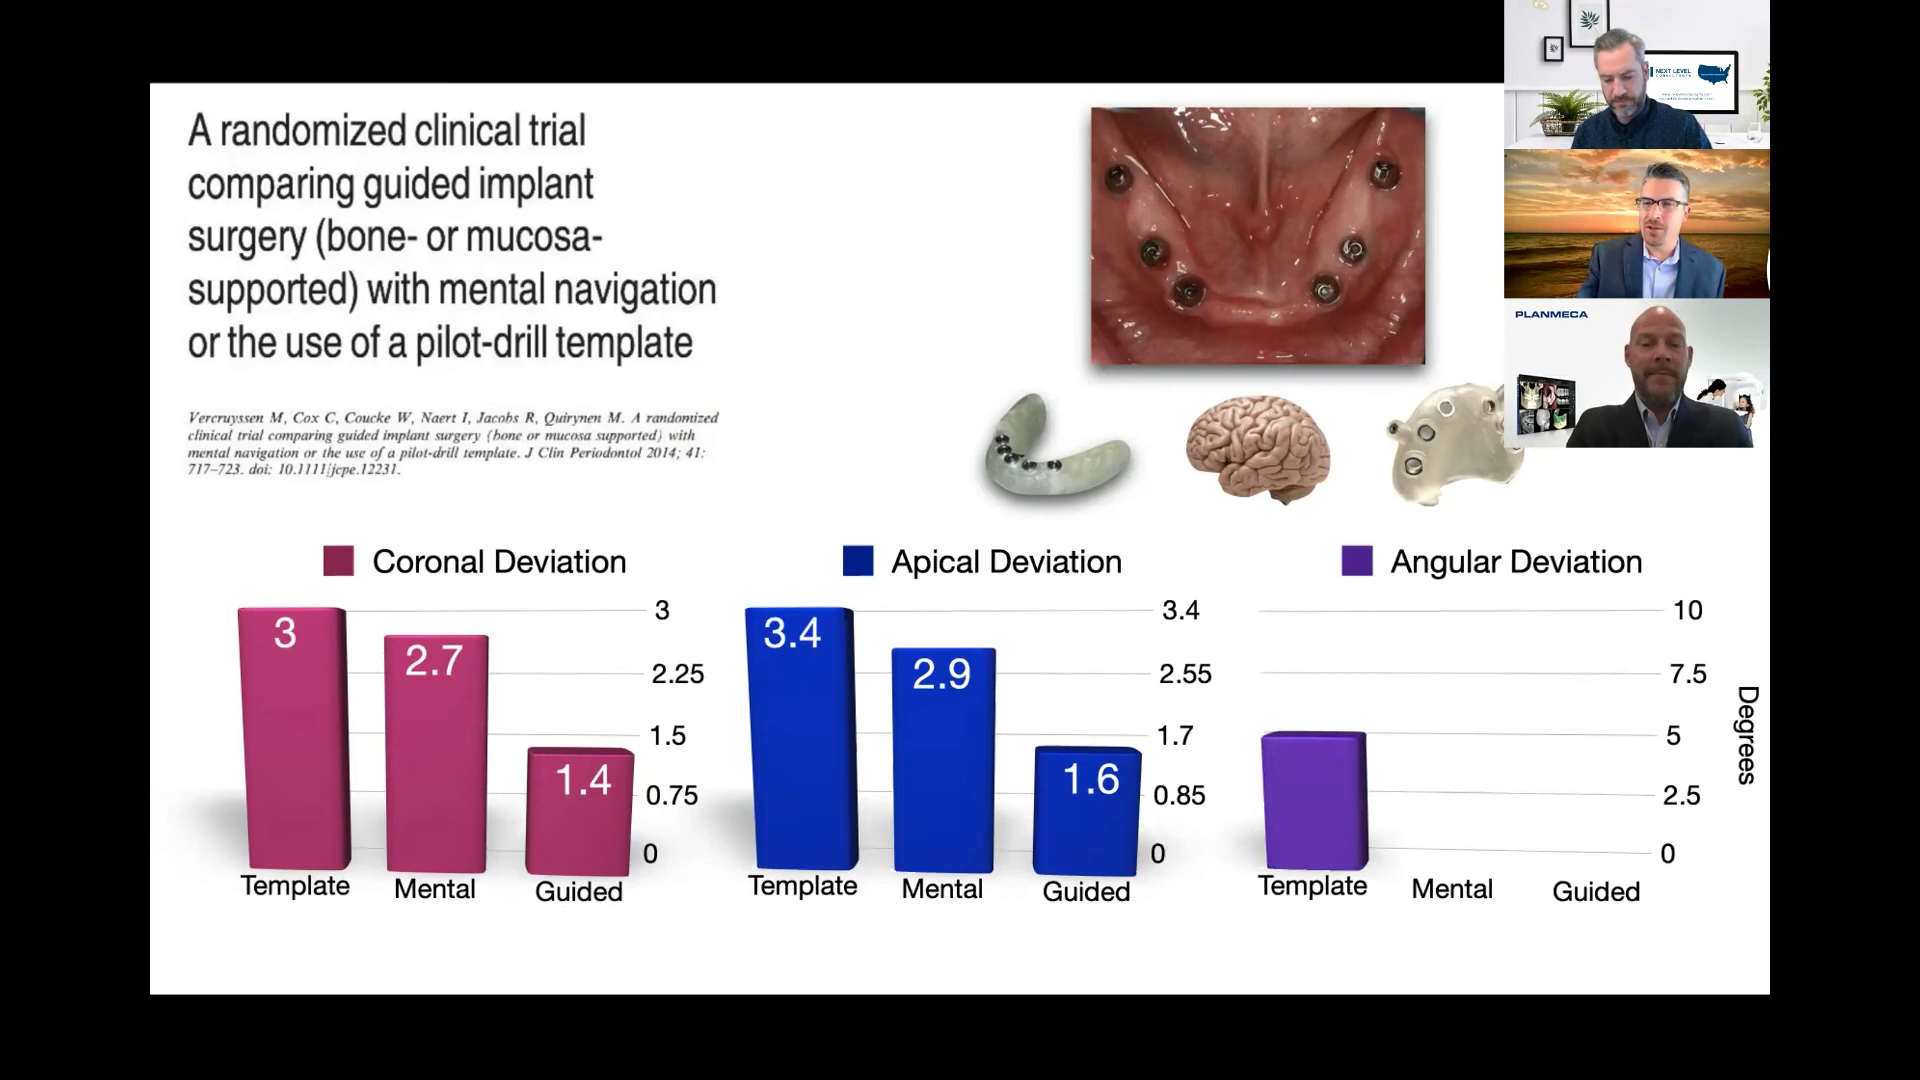 A randomized clinical trial
comparing guided implant
surgery (bone- or mucosa-
supported) with mental navigation
or the use of a pilot-drill template
Vercruyssen M, Cox C, Coucke W, Naert I, Jacobs R, Quirynen M. A randomized
clinical trial comparing guided implant surgery (bone or mucosa supported) with
mental navigation or the use of a pilot-drill template. J Clin Periodontol 2014; 41:
717–723. doi: 10.1111/jcpe.12231.
NEXT LEVEL
CONSULTANTS
PLANMECA
Coronal Deviation
3
2.7
1.4
3
2.25
1.5
0.75
0
Template
Mental
Guided
Apical Deviation
3.4
2.9
1.6
3.4
2.55
1.7
0.85
0
Template
Mental
Guided
Angular Deviation
10
7.5
5
2.5
0
Degrees
Template
Mental
Guided